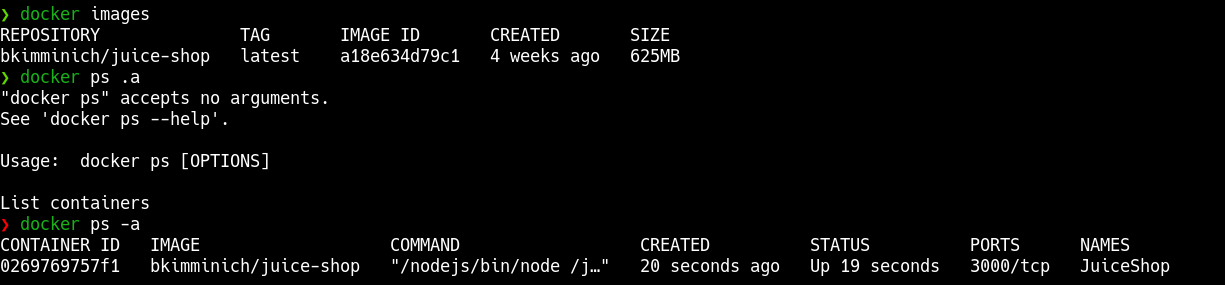 ❯ docker images
REPOSITORY              TAG       IMAGE ID       CREATED       SIZE
bkimminich/juice-shop   latest    a18e634d79c1   4 weeks ago   625MB
❯ docker ps .a
"docker ps" accepts no arguments.
See 'docker ps --help'.
Usage:  docker ps [OPTIONS]
List containers
❯ docker ps -a
CONTAINER ID   IMAGE                   COMMAND                  CREATED          STATUS          PORTS      NAMES
0269769757f1   bkimminich/juice-shop   "/nodejs/bin/node /j…"   20 seconds ago   Up 19 seconds   3000/tcp   JuiceShop